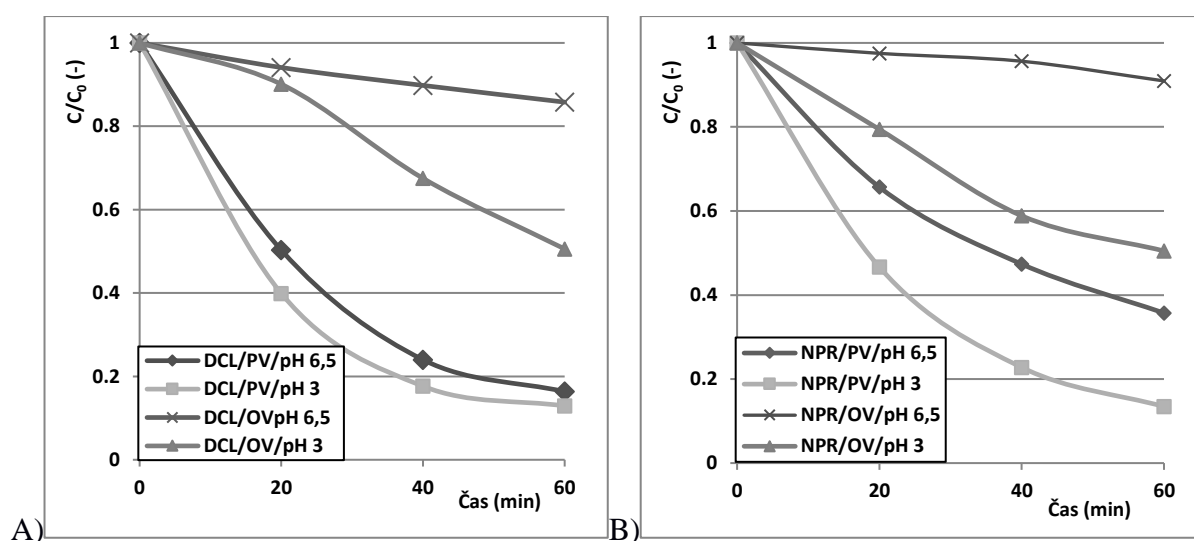 A)
C/C0 (-)
1
0.8
0.6
0.4
0.2
0
0
20
40
60
Čas (min)
DCL/PV/pH 6,5
DCL/PV/pH 3
DCL/OVpH 6,5
DCL/OV/pH 3
B)
C/C0 (-)
1
0.8
0.6
0.4
0.2
0
0
20
40
60
Čas (min)
NPR/PV/pH 6,5
NPR/PV/pH 3
NPR/OV/pH 6,5
NPR/OV/pH 3